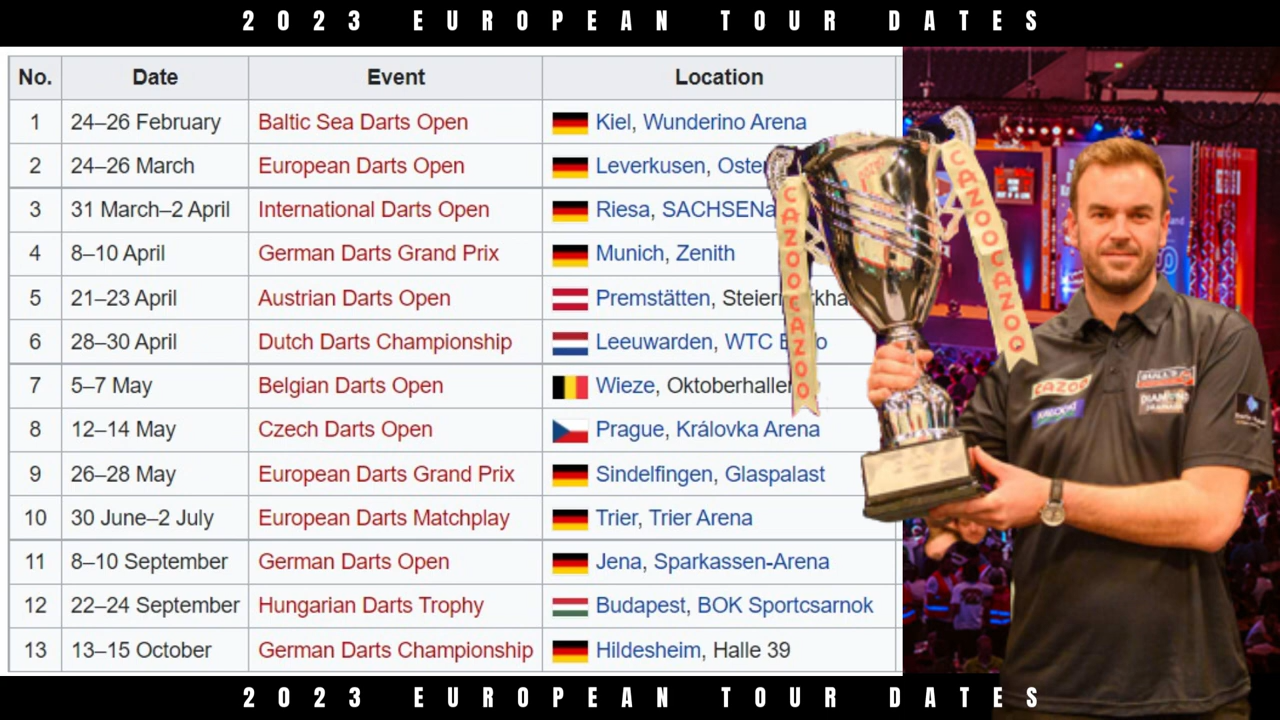 2023 EUROPEAN TOUR DATES
No. Date Event Location
1 24–26 February Baltic Sea Darts Open Kiel, Wunderino Arena
2 24–26 March European Darts Open Leverkusen,
3 31 March–2 April International Darts Open Riesa,
4 8–10 April German Darts Grand Prix Munich, Zenith
5 21–23 April Austrian Darts Open Premstätten,
6 28–30 April Dutch Darts Championship Leeuwarden, WTC
7 5–7 May Belgian Darts Open Wieze,
8 12–14 May Czech Darts Open Prague, Královka Arena
9 26–28 May European Darts Grand Prix Sindelfingen, Glaspalast
10 30 June–2 July European Darts Matchplay Trier, Trier Arena
11 8–10 September German Darts Open Jena, Sparkassen-Arena
12 22–24 September Hungarian Darts Trophy Budapest, BOK Sportcsarnok
13 13–15 October German Darts Championship Hildesheim, Halle 39
CAZOO CAZOO
CAZOO CAZOO
CAZOO
BULL'S
2023 EUROPEAN TOUR DATES